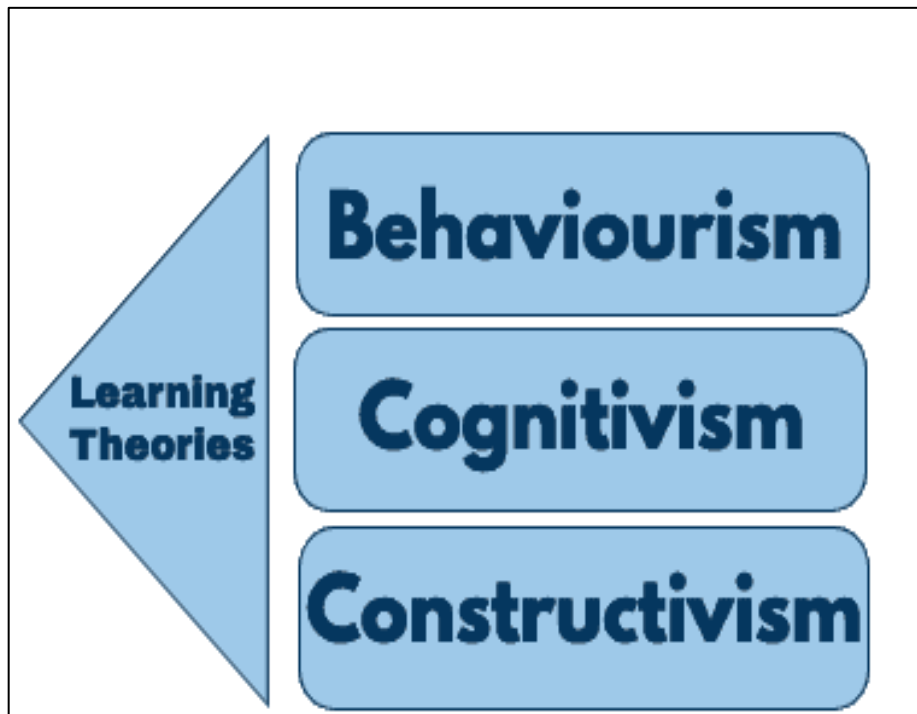 Learning
Theories
Behaviourism
Cognitivism
Constructivism